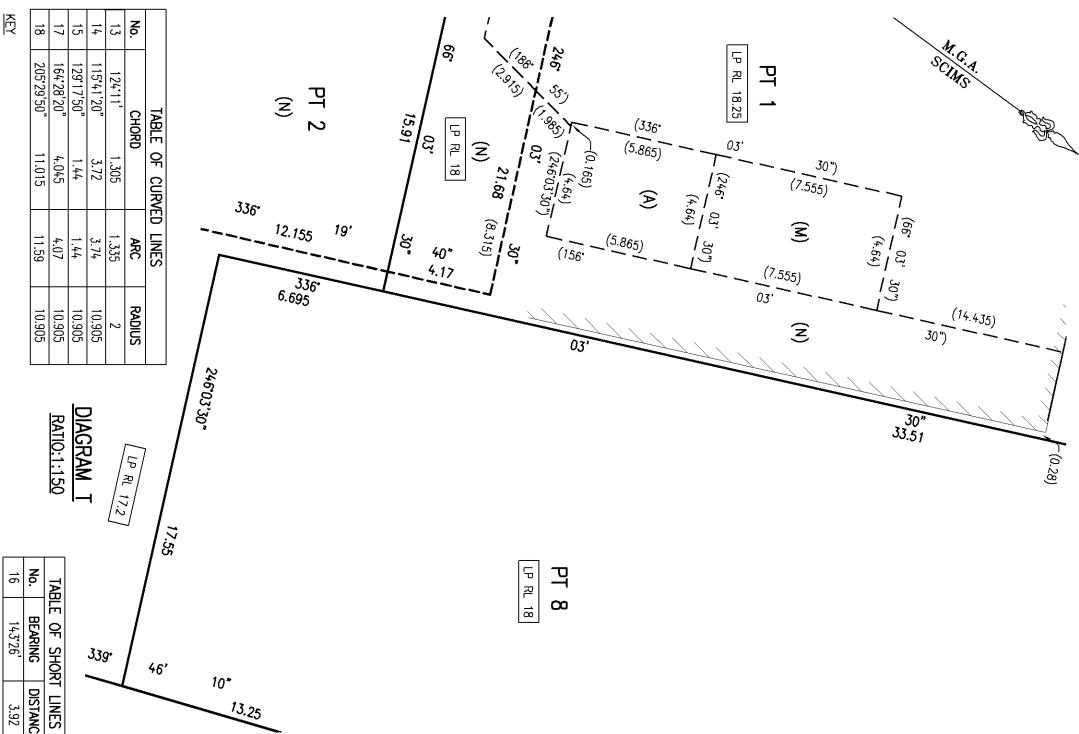 M.G.A.
SCIMS
PT 1
LP RL 18.25
246°
03'
30"
21.68
(8.315)
(188°
55')
(2.915)
(1.985)
(0.165)
(336°
03'
30")
(5.865)
(7.555)
(M)
(A)
(N)
(66° 03' 30")
(4.64)
(246° 03' 30")
(4.64)
(246°03'30")
(4.64)
(156°
03'
30")
(5.865)
(7.555)
(14.435)
(N)
LP RL 18
66°
03'
30"
15.91
PT 2
(N)
336°
19'
40"
12.155
4.17
336°
03'
30"
6.695
33.51
(0.28)
PT 8
LP RL 18
246°03'30"
17.55
LP RL 17.2
339°
46'
10"
13.25
DIAGRAM T
RATIO:1:150
TABLE OF CURVED LINES
No. CHORD ARC RADIUS
13 124°11' 1.305 1.335 2
14 115°41'20" 3.72 3.74 10.905
15 129°17'50" 1.44 1.44 10.905
17 164°28'20" 4.045 4.07 10.905
18 205°29'50" 11.015 11.59 10.905
KEY
TABLE OF SHORT LINES
No. BEARING DISTANC
16 143°26' 3.92